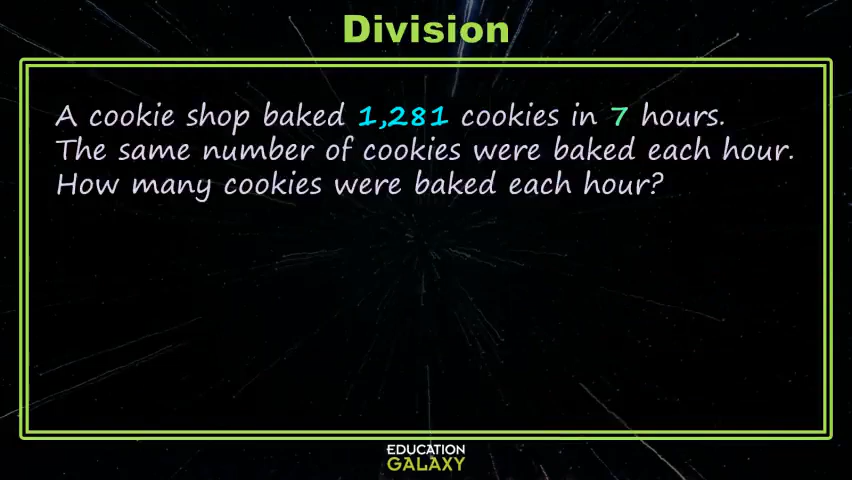 Division
A cookie shop baked 1,281 cookies in 7 hours.
The same number of cookies were baked each hour.
How many cookies were baked each hour?
EDUCATION
GALAXY